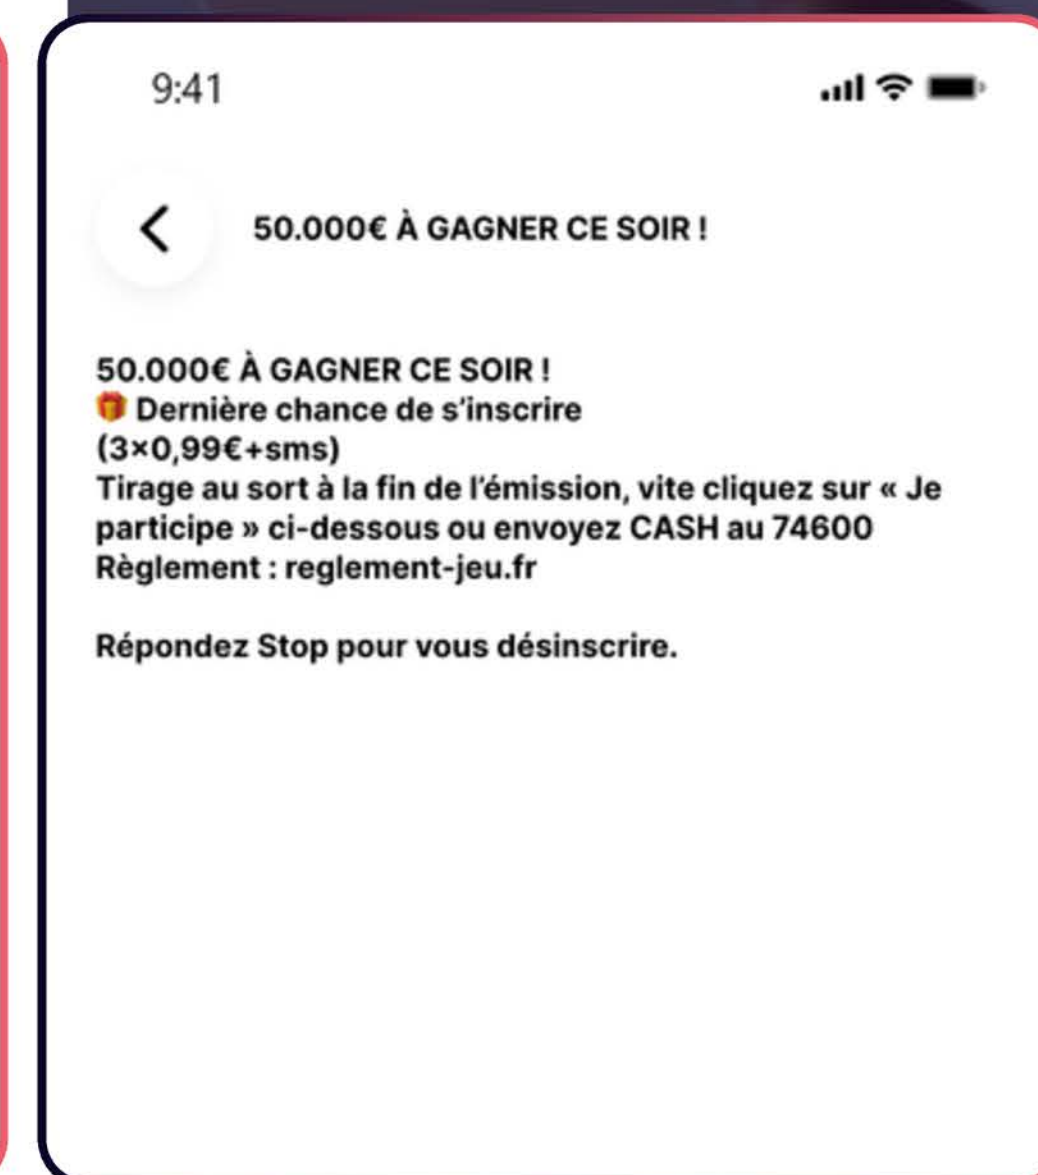 9:41
50.000€ À GAGNER CE SOIR !
50.000€ À GAGNER CE SOIR !
🎁 Dernière chance de s’inscrire
(3×0,99€+sms)
Tirage au sort à la fin de l’émission, vite cliquez sur « Je
participe » ci-dessous ou envoyez CASH au 74600
Règlement : reglement-jeu.fr
Répondez Stop pour vous désinscrire.